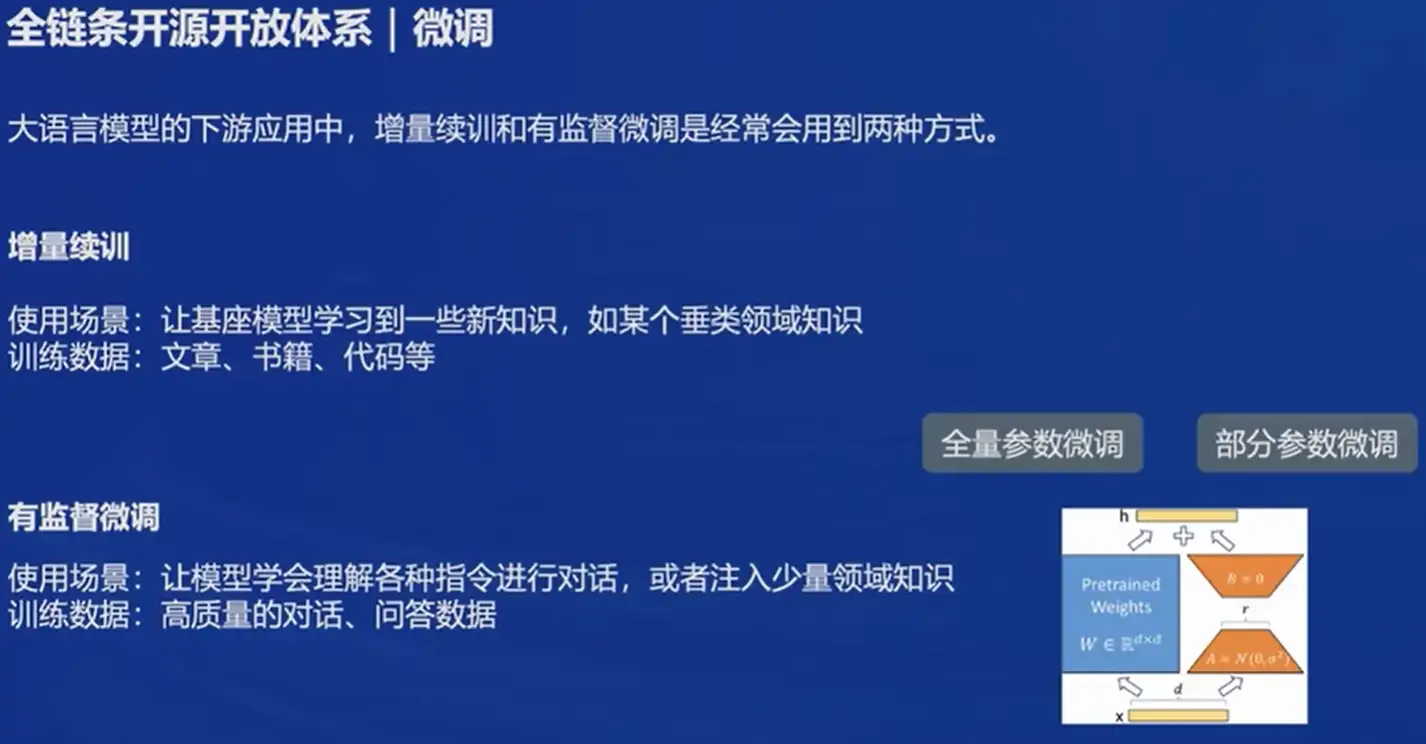 全链条开源开放体系｜微调
大语言模型的下游应用中，增量续训和有监督微调是经常会用到两种方式。
增量续训
使用场景：让基座模型学习到一些新知识，如某个垂类领域知识
训练数据：文章、书籍、代码等
全量参数微调
部分参数微调
有监督微调
使用场景：让模型学会理解各种指令进行对话，或者注入少量领域知识
训练数据：高质量的对话、问答数据
h
Pretrained
Weights
W ∈ ℝ^{d×d}
B = 0
r
A = N(0,σ²)
d
x